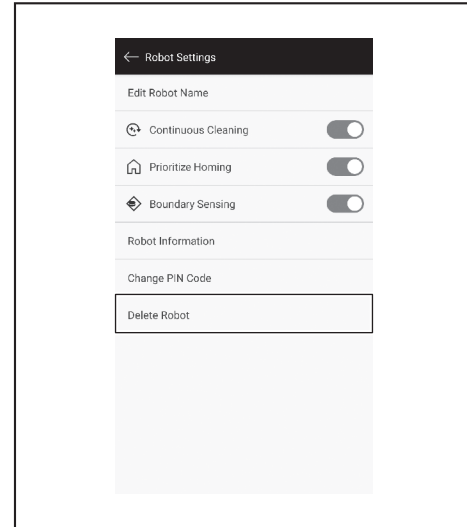 Robot Settings
Edit Robot Name
Continuous Cleaning
Prioritize Homing
Boundary Sensing
Robot Information
Change PIN Code
Delete Robot